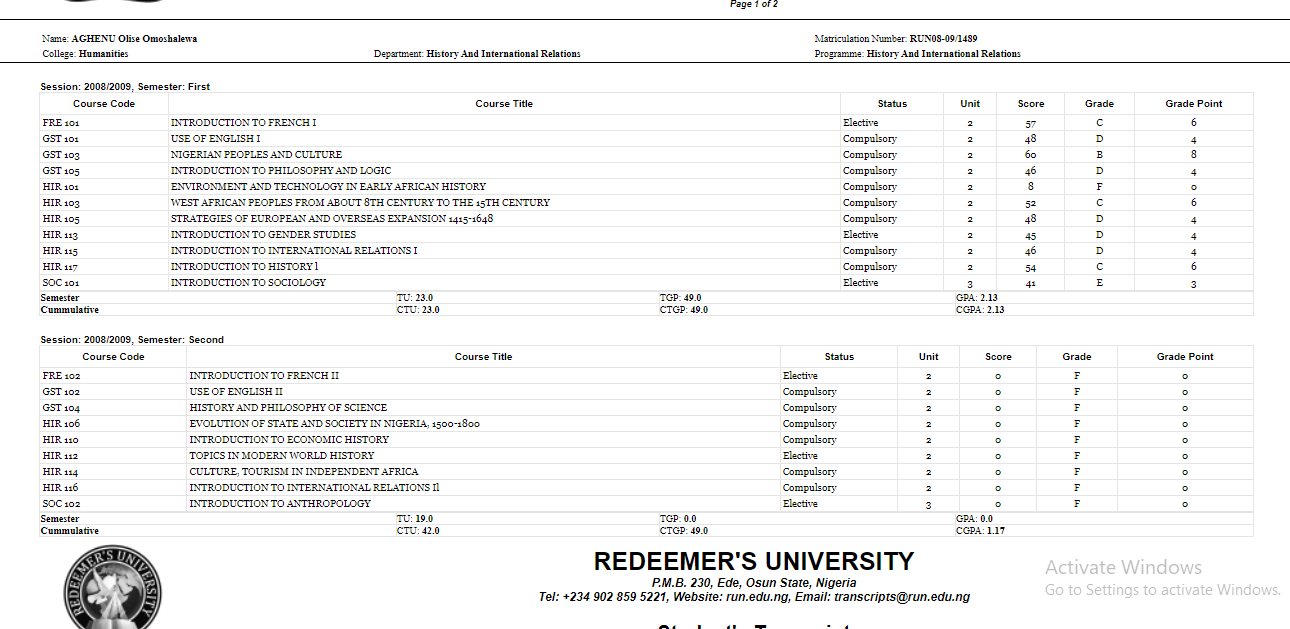 Page 1 of 2
Name: AGHENU Olise Omoshalewa Matriculation Number: RUN08-09/1489
College: Humanities Department: History And International Relations Programme: History And International Relations
Session: 2008/2009, Semester: First
Course Code Course Title Status Unit Score Grade Grade Point
FRE 101 INTRODUCTION TO FRENCH I Elective 2 57 C 6
GST 101 USE OF ENGLISH I Compulsory 2 48 D 4
GST 103 NIGERIAN PEOPLES AND CULTURE Compulsory 2 60 B 8
GST 105 INTRODUCTION TO PHILOSOPHY AND LOGIC Compulsory 2 46 D 4
HIR 101 ENVIRONMENT AND TECHNOLOGY IN EARLY AFRICAN HISTORY Compulsory 2 8 F 0
HIR 103 WEST AFRICAN PEOPLES FROM ABOUT 8TH CENTURY TO THE 15TH CENTURY Compulsory 2 52 C 6
HIR 105 STRATEGIES OF EUROPEAN AND OVERSEAS EXPANSION 1415-1648 Compulsory 2 48 D 4
HIR 113 INTRODUCTION TO GENDER STUDIES Elective 2 45 D 4
HIR 115 INTRODUCTION TO INTERNATIONAL RELATIONS I Compulsory 2 46 D 4
HIR 117 INTRODUCTION TO HISTORY l Compulsory 2 54 C 6
SOC 101 INTRODUCTION TO SOCIOLOGY Elective 3 41 E 3
Semester TU: 23.0 TGP: 49.0 GPA: 2.13
Cummulative CTU: 23.0 CTGP: 49.0 CGPA: 2.13
Session: 2008/2009, Semester: Second
Course Code Course Title Status Unit Score Grade Grade Point
FRE 102 INTRODUCTION TO FRENCH II Elective 2 0 F 0
GST 102 USE OF ENGLISH II Compulsory 2 0 F 0
GST 104 HISTORY AND PHILOSOPHY OF SCIENCE Compulsory 2 0 F 0
HIR 106 EVOLUTION OF STATE AND SOCIETY IN NIGERIA, 1500-1800 Compulsory 2 0 F 0
HIR 110 INTRODUCTION TO ECONOMIC HISTORY Compulsory 2 0 F 0
HIR 112 TOPICS IN MODERN WORLD HISTORY Elective 2 0 F 0
HIR 114 CULTURE, TOURISM IN INDEPENDENT AFRICA Compulsory 2 0 F 0
HIR 116 INTRODUCTION TO INTERNATIONAL RELATIONS Il Compulsory 2 0 F 0
SOC 102 INTRODUCTION TO ANTHROPOLOGY Elective 3 0 F 0
Semester TU: 19.0 TGP: 0.0 GPA: 0.0
Cummulative CTU: 42.0 CTGP: 49.0 CGPA: 1.17
REDEEMER'S UNIVERSITY
REDEEMER'S UNIVERSITY
P.M.B. 230, Ede, Osun State, Nigeria
Tel: +234 902 859 5221, Website: run.edu.ng, Email: transcripts@run.edu.ng
Activate Windows
Go to Settings to activate Windows.